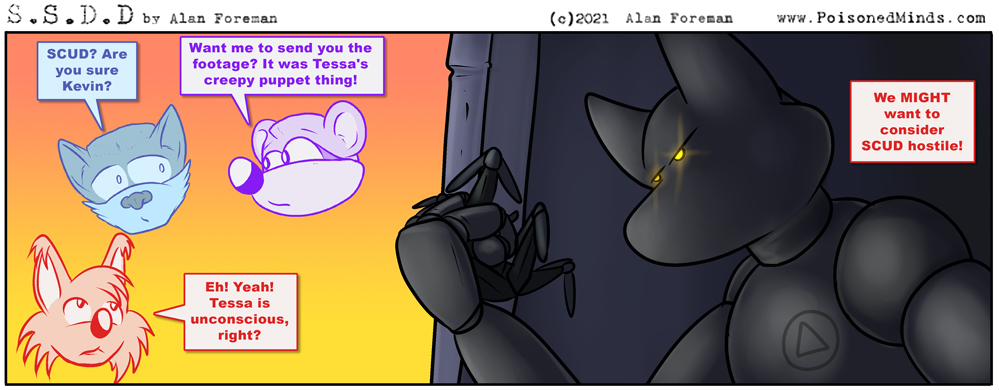 S.S.D.D by Alan Foreman (c)2021 Alan Foreman www.PoisonedMinds.com
SCUD? Are
you sure
Kevin?
Want me to send you the
footage? It was Tessa's
creepy puppet thing!
Eh! Yeah!
Tessa is
unconscious,
right?
We MIGHT
want to
consider
SCUD hostile!